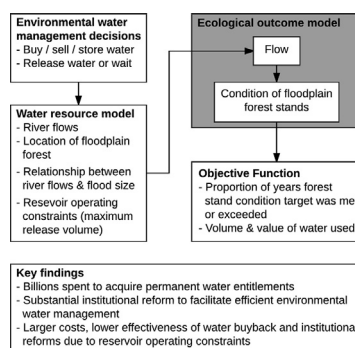 Environmental water
management decisions
- Buy / sell / store water
- Release water or wait
Ecological outcome model
Flow
Condition of floodplain
forest stands
Water resource model
- River flows
- Location of floodplain
forest
- Relationship between
river flows & flood size
- Resevoir operating
constraints (maximum
release volume)
Objective Function
- Proportion of years forest
stand condition target was me
or exceeded
- Volume & value of water used
Key findings
- Billions spent to acquire permanent water entitlements
- Substantial institutional reform to facilitate efficient environmental
water management
- Larger costs, lower effectiveness of water buyback and institutiona
reforms due to reservoir operating constraints